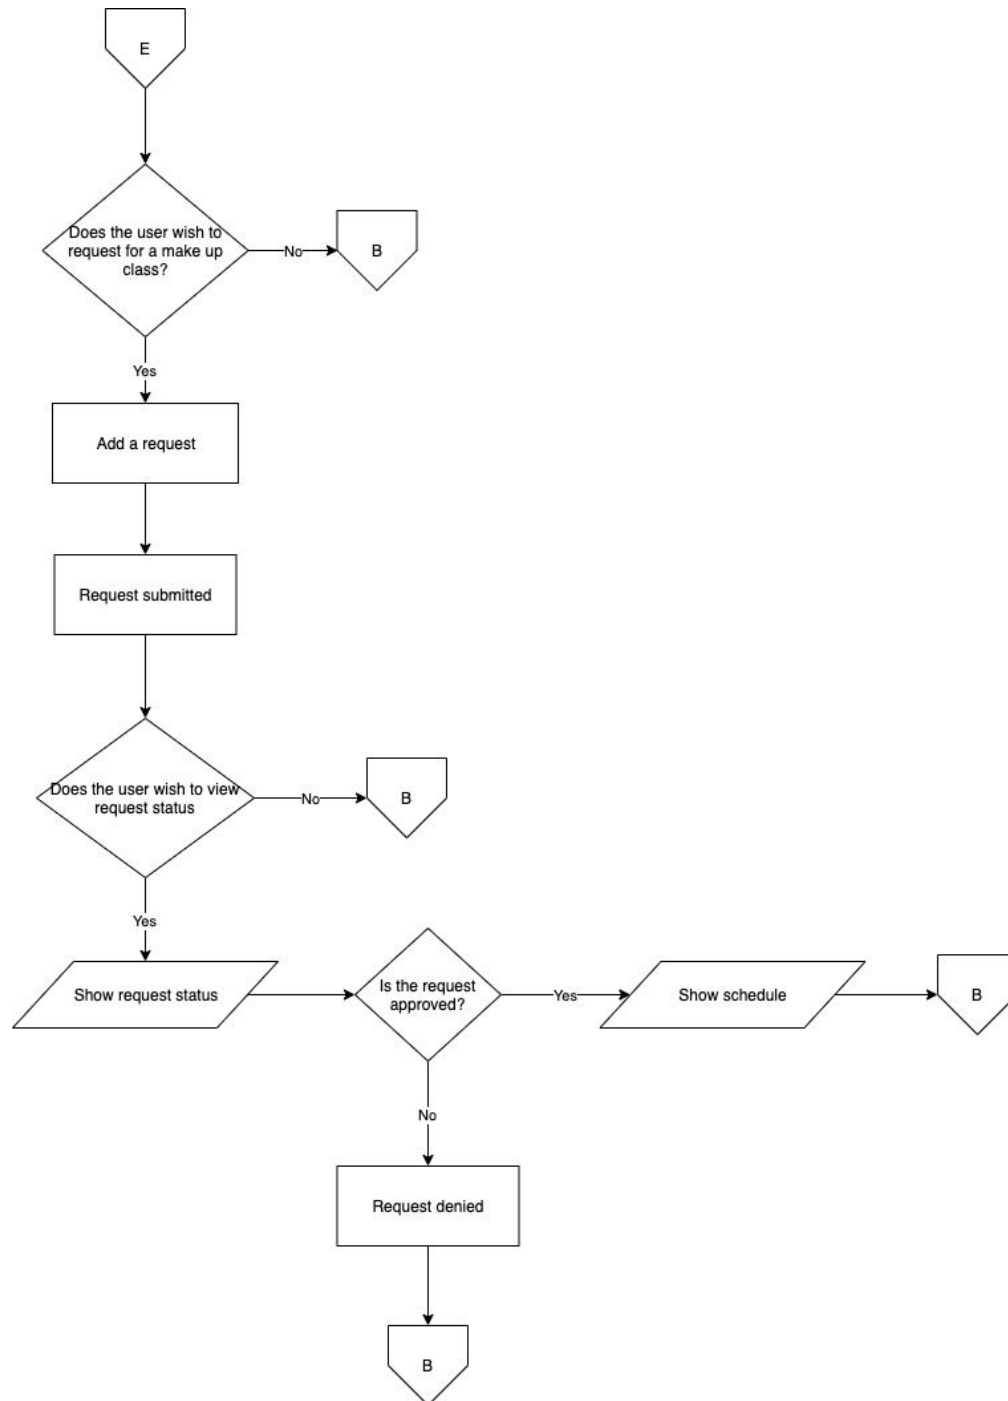 E
Does the user wish to
request for a make up
class?
No
B
Yes
Add a request
Request submitted
Does the user wish to view
request status
No
B
Yes
Show request status
Is the request
approved?
Yes
Show schedule
B
No
Request denied
B